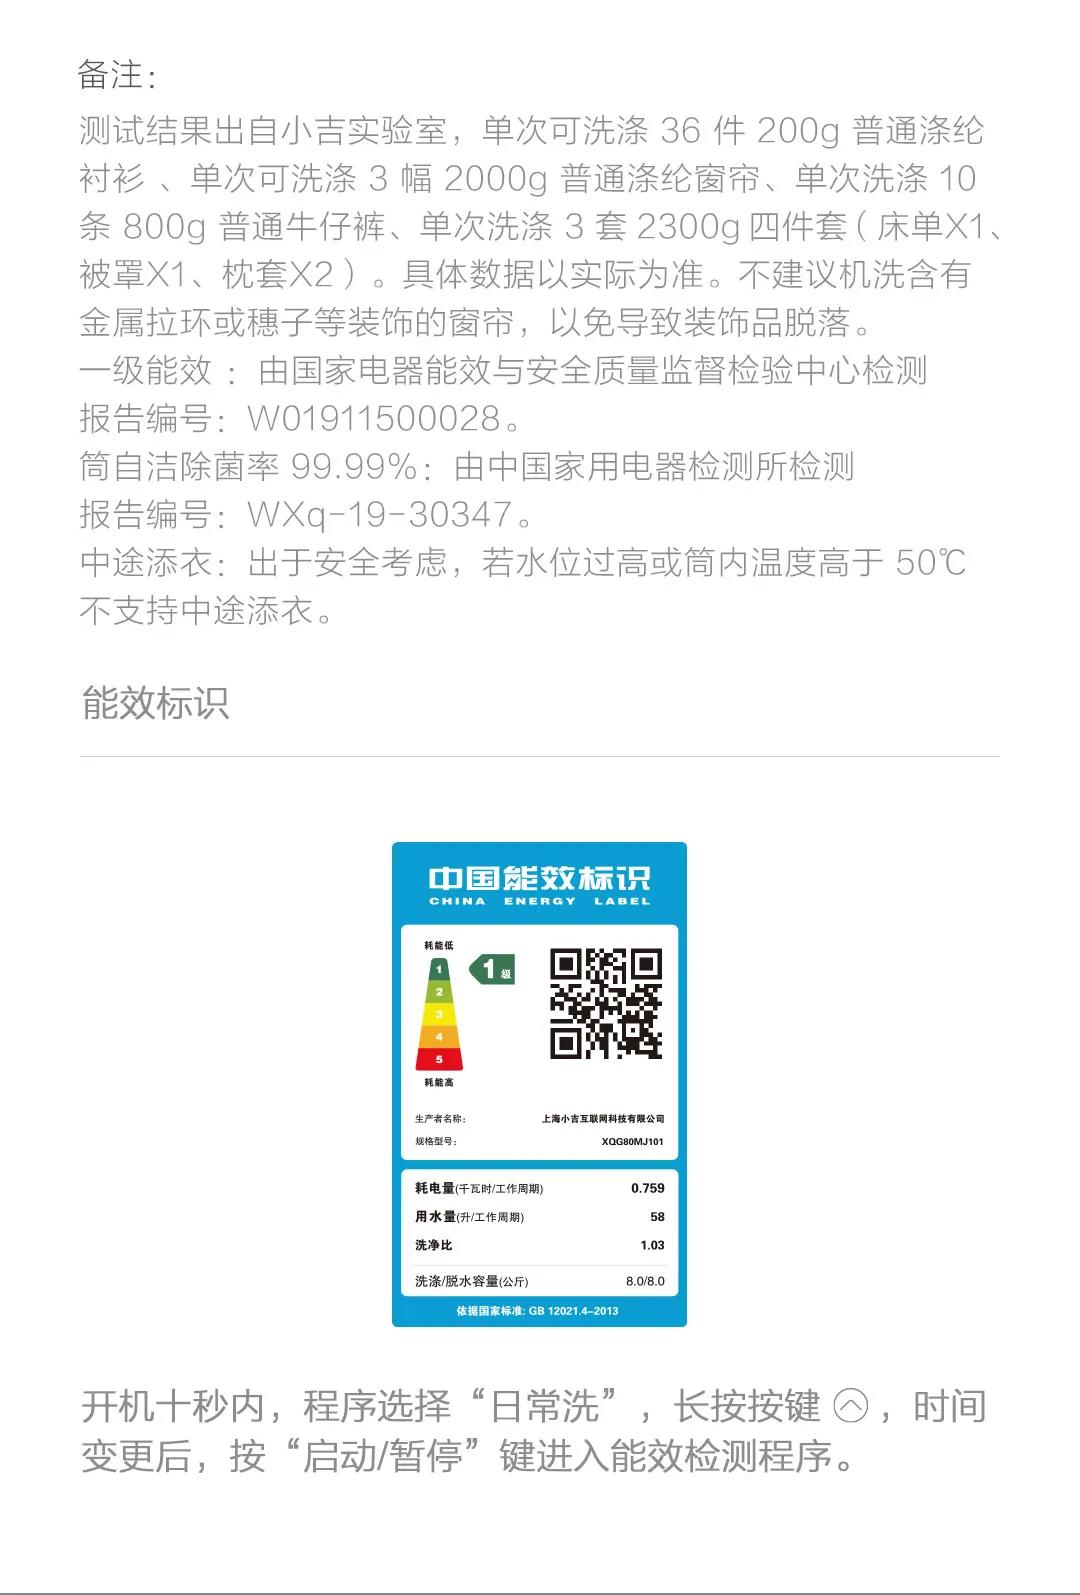 备注：
测试结果出自小吉实验室，单次可洗涤 36 件 200g 普通涤纶
衬衫 、单次可洗涤 3 幅 2000g 普通涤纶窗帘、单次洗涤 10
条 800g 普通牛仔裤、单次洗涤 3 套 2300g 四件套（ 床单X1、
被罩X1、枕套X2 ）。具体数据以实际为准。不建议机洗含有
金属拉环或穗子等装饰的窗帘，以免导致装饰品脱落。
一级能效 ：由国家电器能效与安全质量监督检验中心检测
报告编号：W01911500028。
筒自洁除菌率 99.99%：由中国家用电器检测所检测
报告编号：WXq-19-30347。
中途添衣：出于安全考虑，若水位过高或筒内温度高于 50℃
不支持中途添衣。
能效标识
中国能效标识
CHINA ENERGY LABEL
耗能低
1
1 级
2
3
4
5
耗能高
生产者名称： 上海小吉互联网科技有限公司
规格型号： XQG80MJ101
耗电量(千瓦时/工作周期) 0.759
用水量(升/工作周期) 58
洗净比 1.03
洗涤/脱水容量(公斤) 8.0/8.0
依据国家标准: GB 12021.4-2013
开机十秒内，程序选择“日常洗”，长按按键 ，时间
变更后，按“启动/暂停”键进入能效检测程序。